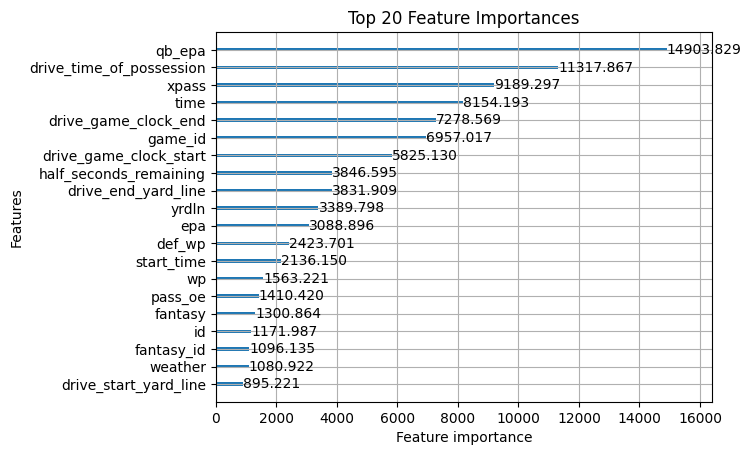 Top 20 Feature Importances
Features
qb_epa 14903.829
drive_time_of_possession 11317.867
xpass 9189.297
time 8154.193
drive_game_clock_end 7278.569
game_id 6957.017
drive_game_clock_start 5825.130
half_seconds_remaining 3846.595
drive_end_yard_line 3831.909
yrdln 3389.798
epa 3088.896
def_wp 2423.701
start_time 2136.150
wp 1563.221
pass_oe 1410.420
fantasy 1300.864
id 1171.987
fantasy_id 1096.135
weather 1080.922
drive_start_yard_line 895.221
0 2000 4000 6000 8000 10000 12000 14000 16000
Feature importance